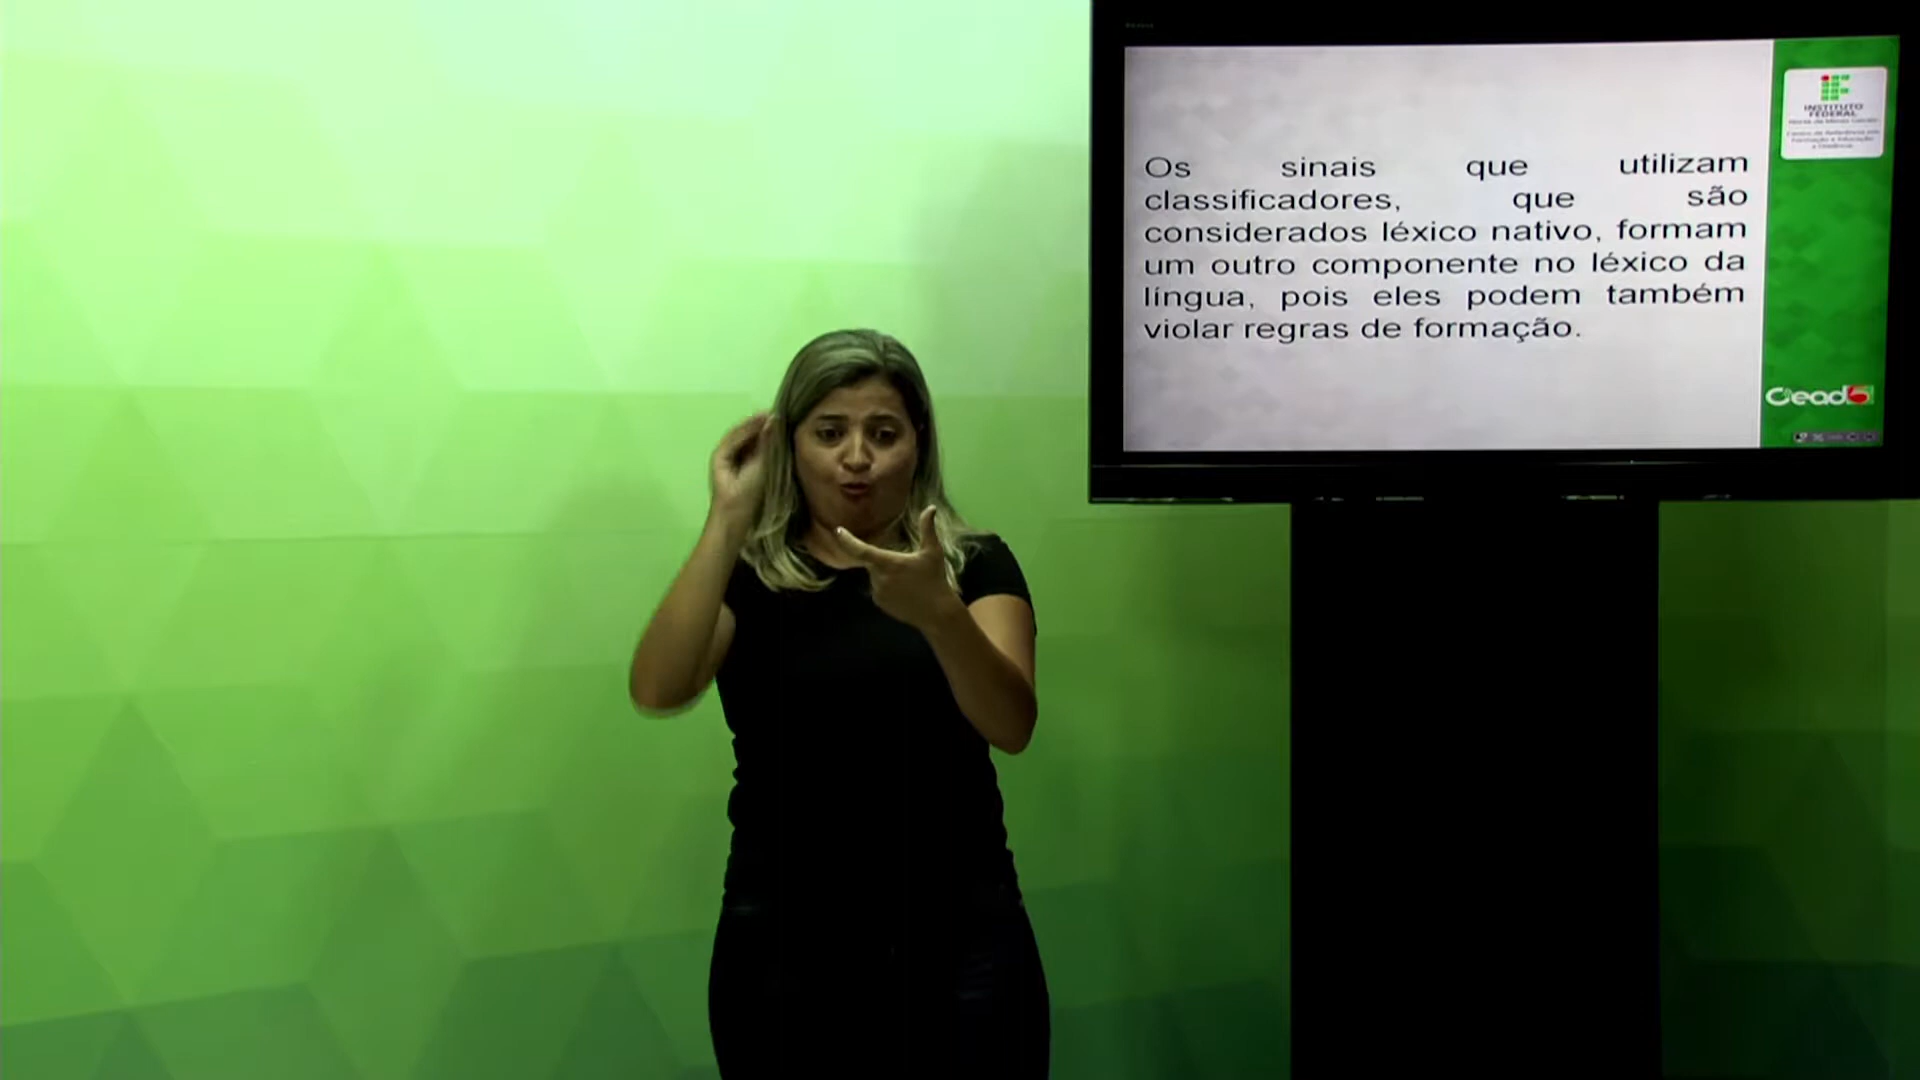 Os sinais que utilizam
classificadores, que são
considerados léxico nativo, formam
um outro componente no léxico da
língua, pois eles podem também
violar regras de formação.
INSTITUTO
FEDERAL
Cead